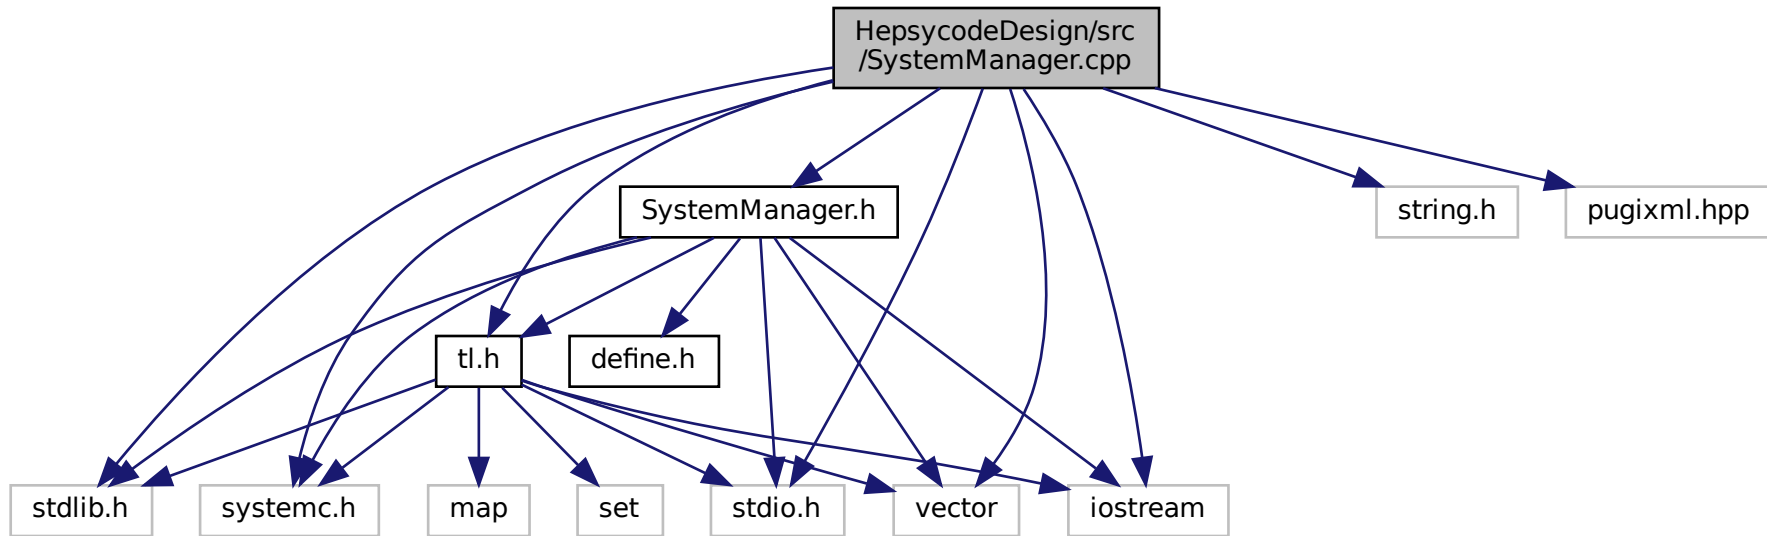 HepsycodeDesign/src
/SystemManager.cpp
SystemManager.h
string.h
pugixml.hpp
tl.h
define.h
stdlib.h
systemc.h
map
set
stdio.h
vector
iostream